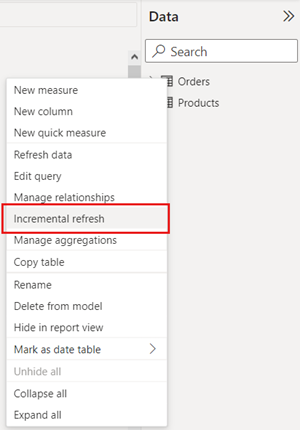 Data
Search
Orders
Products
New measure
New column
New quick measure
Refresh data
Edit query
Manage relationships
Incremental refresh
Manage aggregations
Copy table
Rename
Delete from model
Hide in report view
Mark as date table
Unhide all
Collapse all
Expand all